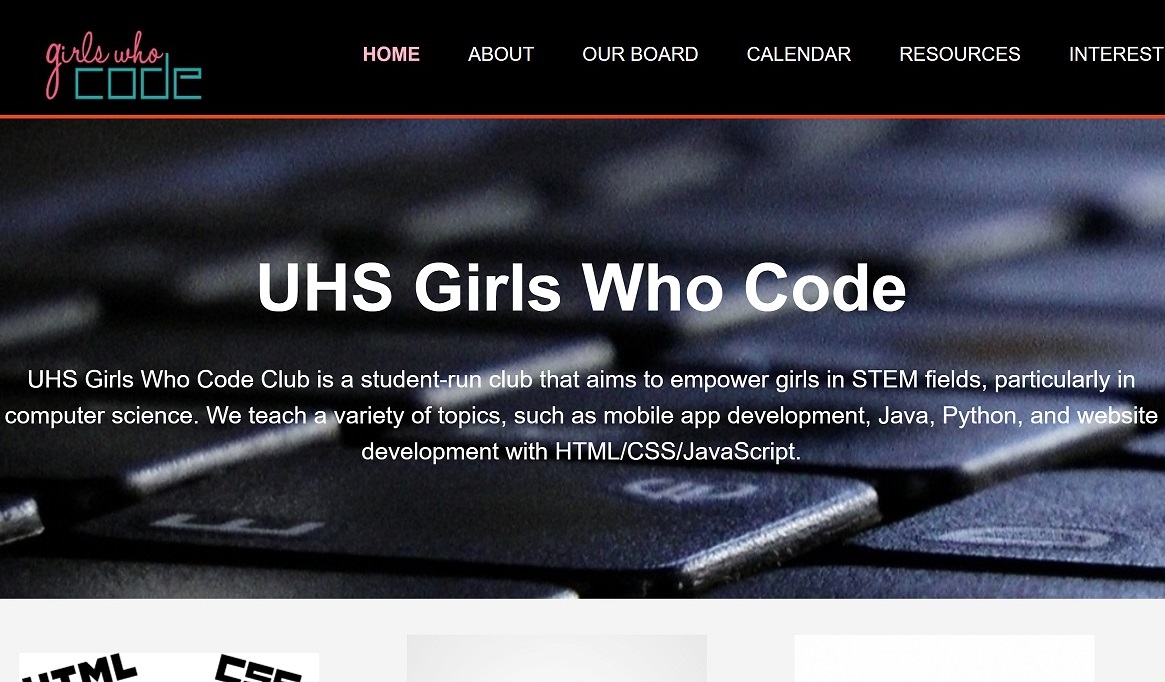 girls who
code
HOME ABOUT OUR BOARD CALENDAR RESOURCES INTEREST
UHS Girls Who Code
UHS Girls Who Code Club is a student-run club that aims to empower girls in STEM fields, particularly in
computer science. We teach a variety of topics, such as mobile app development, Java, Python, and website
development with HTML/CSS/JavaScript.
E
HTML CSS